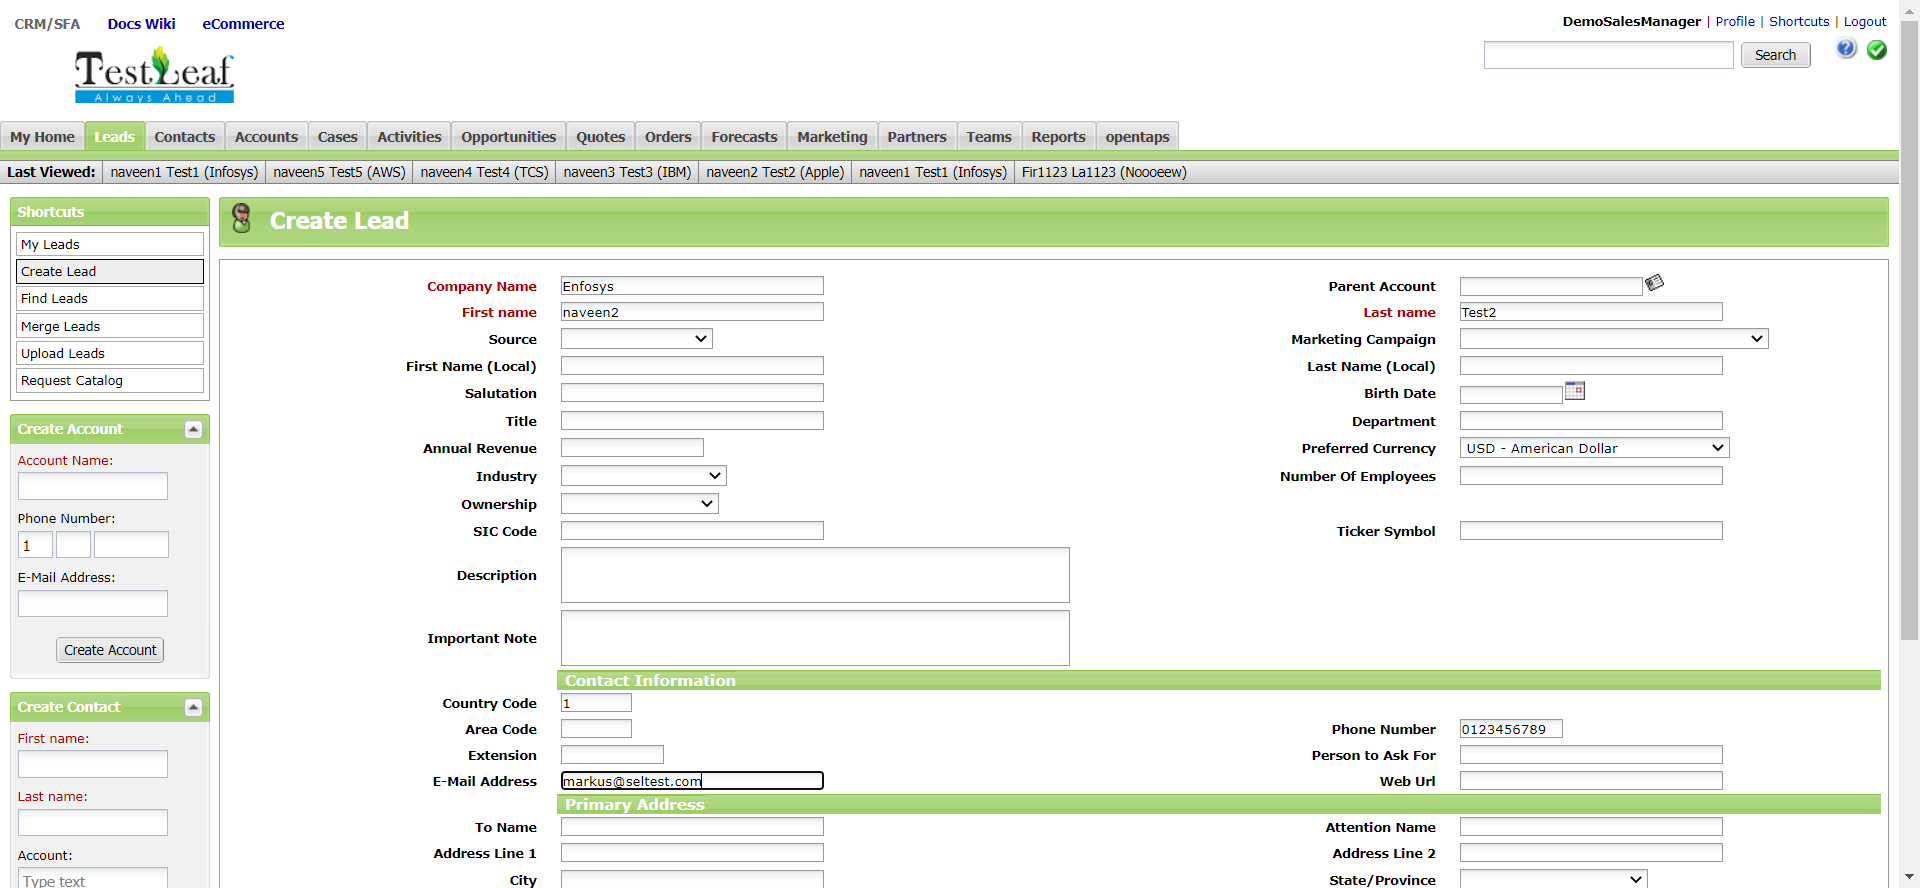 CRM/SFA Docs Wiki eCommerce
DemoSalesManager | Profile | Shortcuts | Logout
TestLeaf
Always Ahead
Search
My Home Leads Contacts Accounts Cases Activities Opportunities Quotes Orders Forecasts Marketing Partners Teams Reports opentaps
Last Viewed: naveen1 Test1 (Infosys) naveen5 Test5 (AWS) naveen4 Test4 (TCS) naveen3 Test3 (IBM) naveen2 Test2 (Apple) naveen1 Test1 (Infosys) Fir1123 La1123 (Noooeew)
Shortcuts
My Leads
Create Lead
Find Leads
Merge Leads
Upload Leads
Request Catalog
Create Account
Account Name:
Phone Number:
1
E-Mail Address:
Create Account
Create Contact
First name:
Last name:
Account:
Type text
Create Lead
Company Name Enfosys Parent Account
First name naveen2 Last name Test2
Source Marketing Campaign
First Name (Local) Last Name (Local)
Salutation Birth Date
Title Department
Annual Revenue Preferred Currency USD - American Dollar
Industry Number Of Employees
Ownership
SIC Code Ticker Symbol
Description
Important Note
Contact Information
Country Code 1
Area Code Phone Number 0123456789
Extension Person to Ask For
E-Mail Address markus@seltest.com Web Url
Primary Address
To Name Attention Name
Address Line 1 Address Line 2
City State/Province